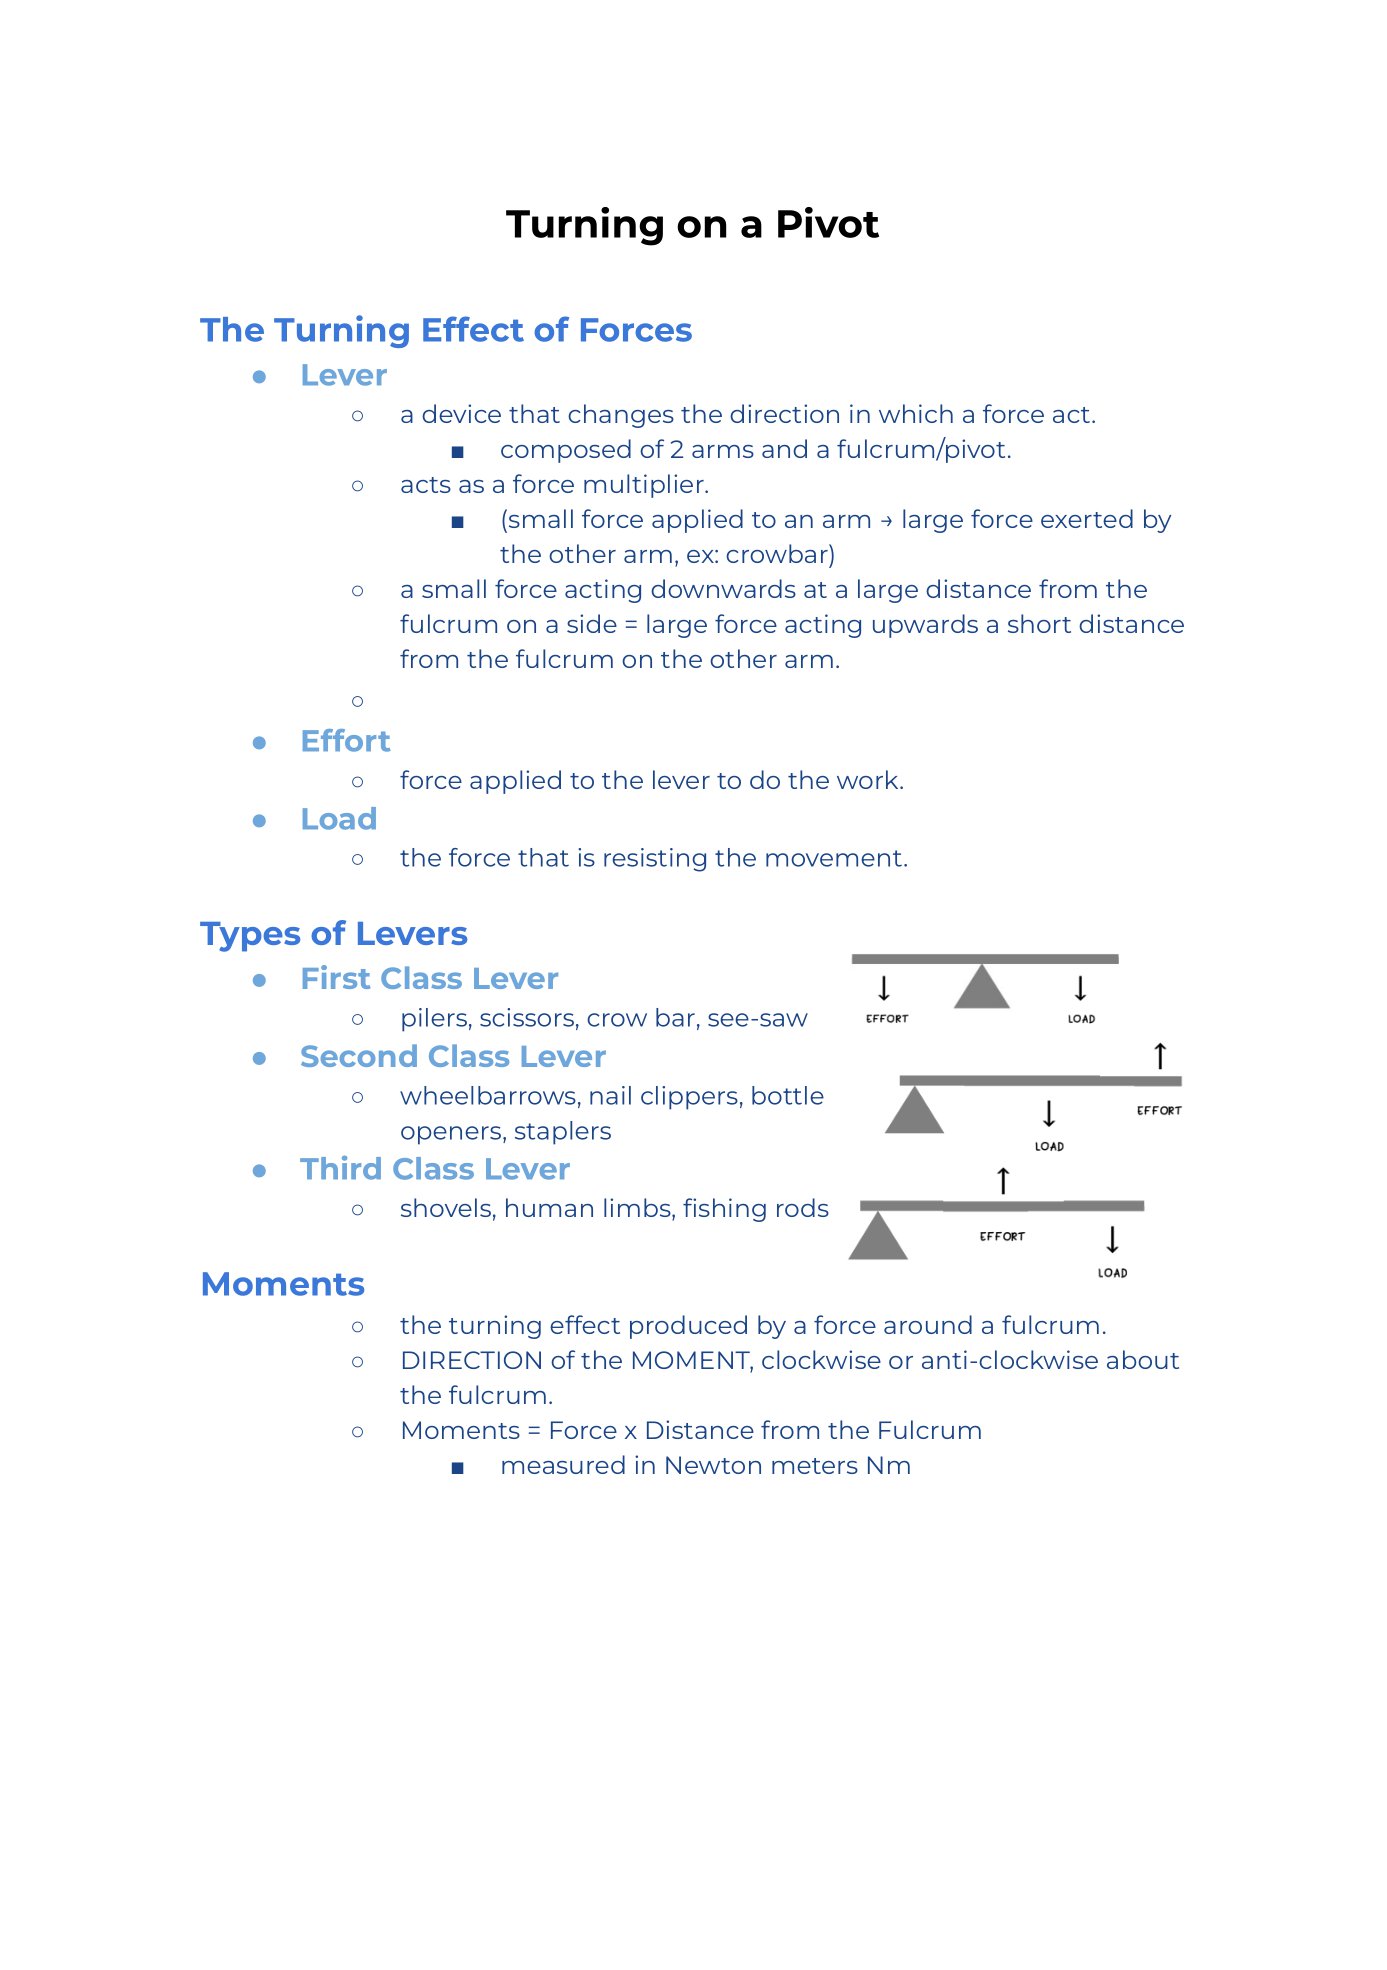 Turning on a Pivot
The Turning Effect of Forces
● Lever
○ a device that changes the direction in which a force act.
■ composed of 2 arms and a fulcrum/pivot.
○ acts as a force multiplier.
■ (small force applied to an arm → large force exerted by
the other arm, ex: crowbar)
○ a small force acting downwards at a large distance from the
fulcrum on a side = large force acting upwards a short distance
from the fulcrum on the other arm.
○
● Effort
○ force applied to the lever to do the work.
● Load
○ the force that is resisting the movement.
Types of Levers
● First Class Lever
○ pilers, scissors, crow bar, see-saw
● Second Class Lever
○ wheelbarrows, nail clippers, bottle
openers, staplers
● Third Class Lever
○ shovels, human limbs, fishing rods
↓ ↓
EFFORT LOAD
↑
↓ EFFORT
LOAD
↑
EFFORT ↓
LOAD
Moments
○ the turning effect produced by a force around a fulcrum.
○ DIRECTION of the MOMENT, clockwise or anti-clockwise about
the fulcrum.
○ Moments = Force x Distance from the Fulcrum
■ measured in Newton meters Nm